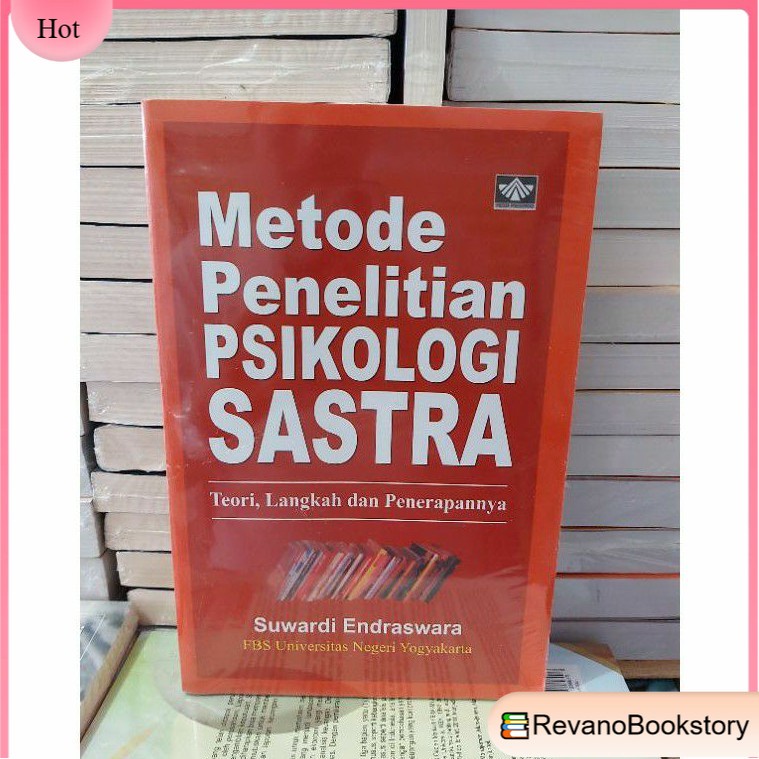 Hot
Metode
Penelitian
PSIKOLOGI
SASTRA
Teori, Langkah dan Penerapannya
Suwardi Endraswara
FBS Universitas Negeri Yogyakarta
RevanoBookstory